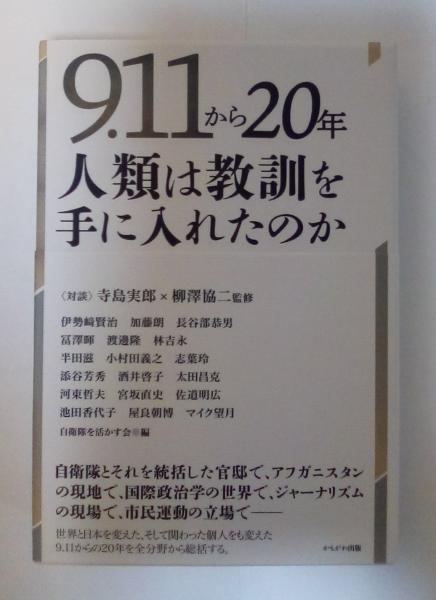 9.11から20年
人類は教訓を
手に入れたのか
〈対談〉寺島実郎×柳澤協二監修
伊勢﨑賢治 加藤朗 長谷部恭男
冨澤暉 渡邊隆 林吉永
半田滋 小村田義之 志葉玲
添谷芳秀 酒井啓子 太田昌克
河東哲夫 宮坂直史 佐道明広
池田香代子 屋良朝博 マイク望月
自衛隊を活かす会◉編
自衛隊とそれを統括した官邸で、アフガニスタン
の現地で、国際政治学の世界で、ジャーナリズム
の現場で、市民運動の立場で──
世界と日本を変えた、そして関わった個人をも変えた
9.11からの20年を全分野から総括する。
かもがわ出版